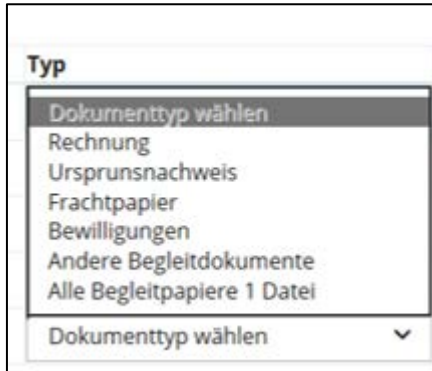 Typ
Dokumenttyp wählen
Rechnung
Ursprunsnachweis
Frachtpapier
Bewilligungen
Andere Begleitdokumente
Alle Begleitpapiere 1 Datei
Dokumenttyp wählen